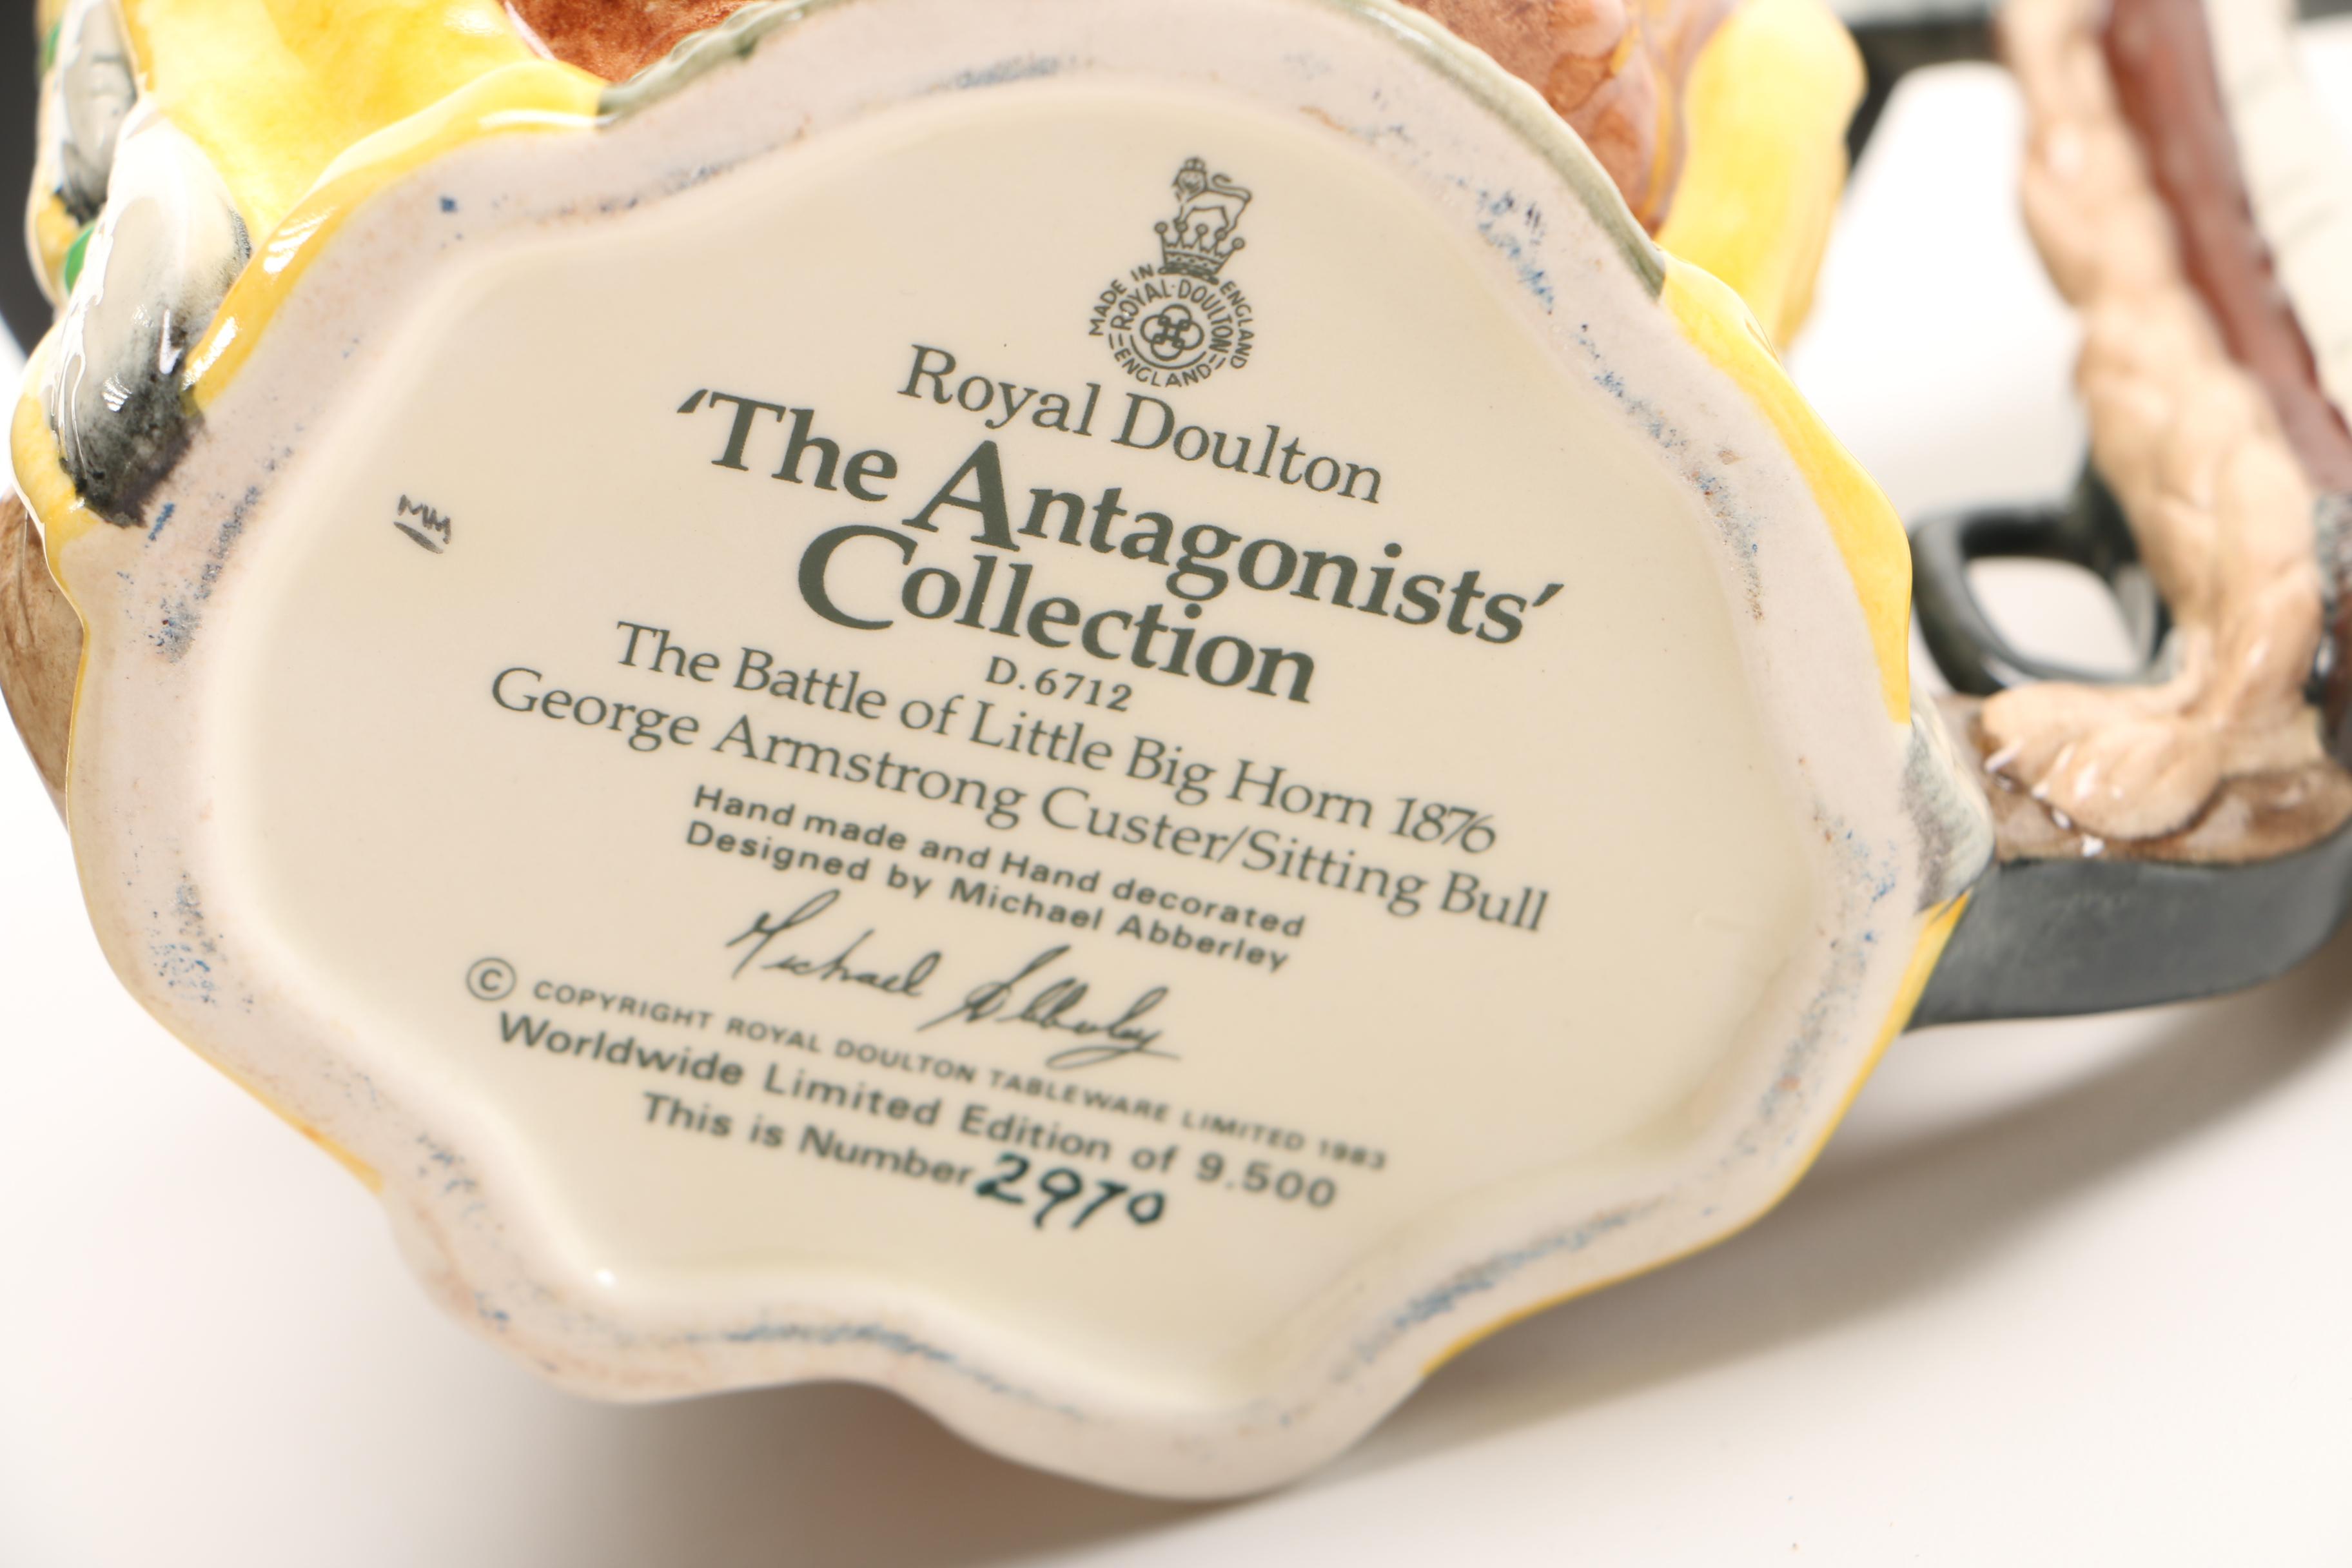 MADE IN ENGLAND
ROYAL·DOULTON
ENGLAND
Royal Doulton
‘The Antagonists’
Collection
D.6712
The Battle of Little Big Horn 1876
George Armstrong Custer/Sitting Bull
Hand made and Hand decorated
Designed by Michael Abberley
Michael Abberley
© COPYRIGHT ROYAL DOULTON TABLEWARE LIMITED 1983
Worldwide Limited Edition of 9.500
This is Number 2970
MM